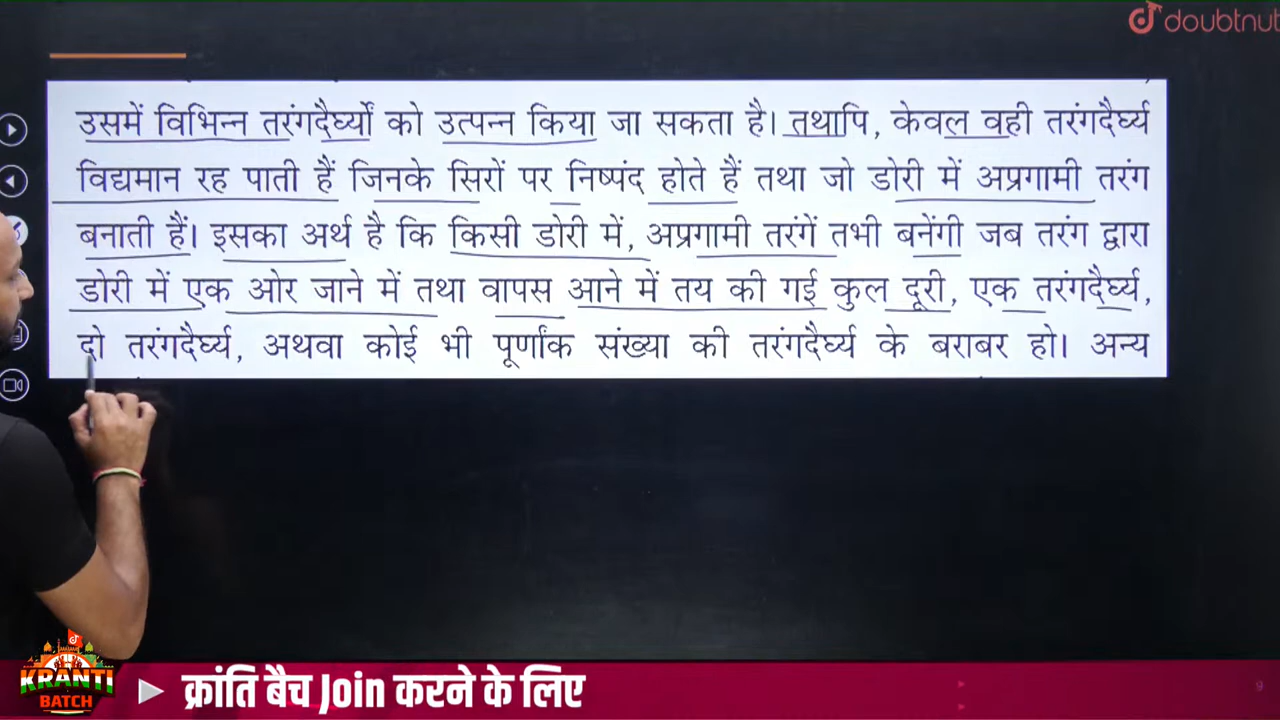 doubtnut
उसमें विभिन्न तरंगदैर्घ्यों को उत्पन्न किया जा सकता है। तथापि, केवल वही तरंगदैर्घ्य
विद्यमान रह पाती हैं जिनके सिरों पर निष्पंद होते हैं तथा जो डोरी में अप्रगामी तरंग
बनाती हैं। इसका अर्थ है कि किसी डोरी में, अप्रगामी तरंगें तभी बनेंगी जब तरंग द्वारा
डोरी में एक ओर जाने में तथा वापस आने में तय की गई कुल दूरी, एक तरंगदैर्घ्य,
दो तरंगदैर्घ्य, अथवा कोई भी पूर्णांक संख्या की तरंगदैर्घ्य के बराबर हो। अन्य
KRANTI
BATCH
क्रांति बैच Join करने के लिए
9